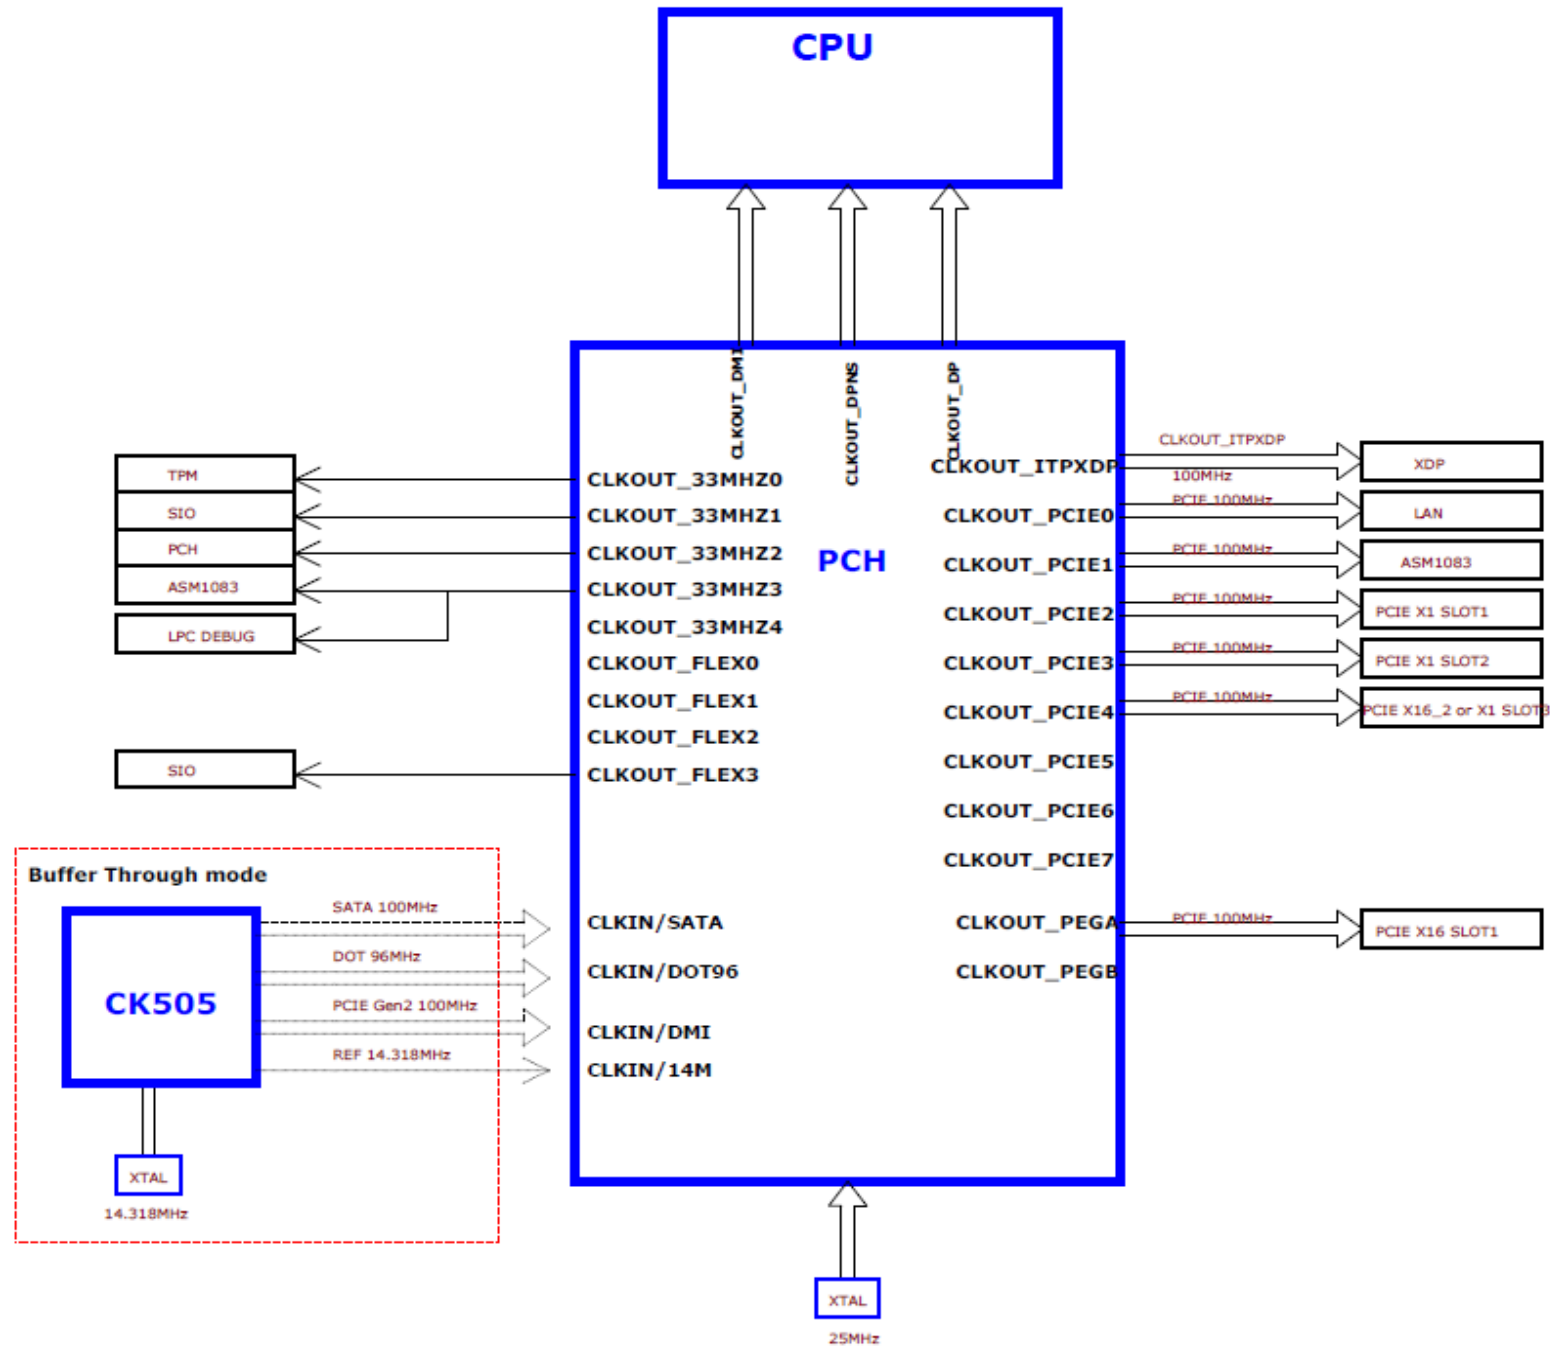 CPU
CLKOUT_DMI
CLKOUT_DPNS
CLKOUT_DP
TPM
SIO
PCH
ASM1083
LPC DEBUG
SIO
CLKOUT_33MHZ0
CLKOUT_33MHZ1
CLKOUT_33MHZ2
CLKOUT_33MHZ3
CLKOUT_33MHZ4
CLKOUT_FLEX0
CLKOUT_FLEX1
CLKOUT_FLEX2
CLKOUT_FLEX3
PCH
CLKOUT_ITPXDP
CLKOUT_PCIE0
CLKOUT_PCIE1
CLKOUT_PCIE2
CLKOUT_PCIE3
CLKOUT_PCIE4
CLKOUT_PCIE5
CLKOUT_PCIE6
CLKOUT_PCIE7
CLKOUT_PEGA
CLKOUT_PEGB
CLKOUT_ITPXDP
100MHz
PCIE 100MHz
PCIE 100MHz
PCIE 100MHz
PCIE 100MHz
PCIE 100MHz
PCIE 100MHz
XDP
LAN
ASM1083
PCIE X1 SLOT1
PCIE X1 SLOT2
PCIE X16_2 or X1 SLOT3
PCIE X16 SLOT1
Buffer Through mode
CK505
SATA 100MHz
DOT 96MHz
PCIE Gen2 100MHz
REF 14.318MHz
CLKIN/SATA
CLKIN/DOT96
CLKIN/DMI
CLKIN/14M
XTAL
14.318MHz
XTAL
25MHz